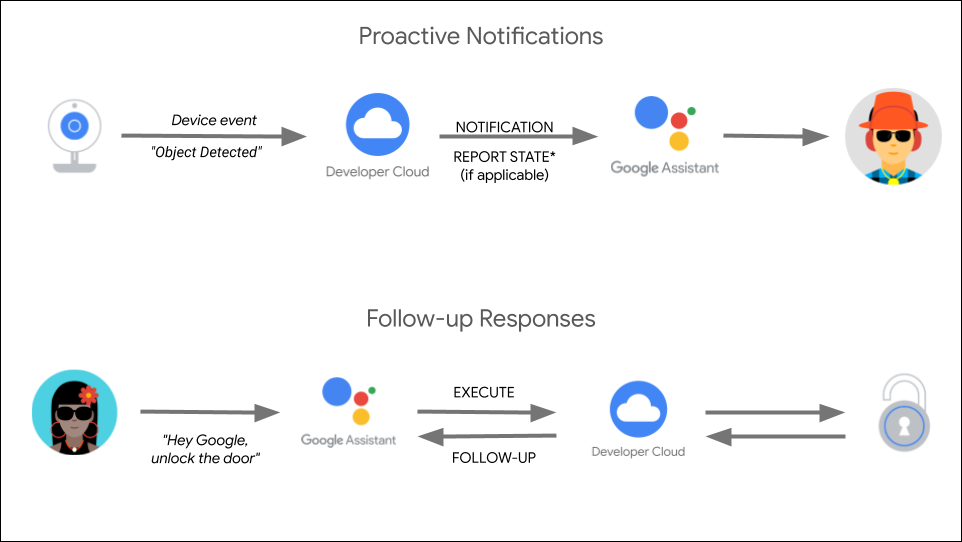 Proactive Notifications
Device event
"Object Detected"
Developer Cloud
NOTIFICATION
REPORT STATE*
(if applicable)
Google Assistant
Follow-up Responses
"Hey Google,
unlock the door"
Google Assistant
EXECUTE
FOLLOW-UP
Developer Cloud